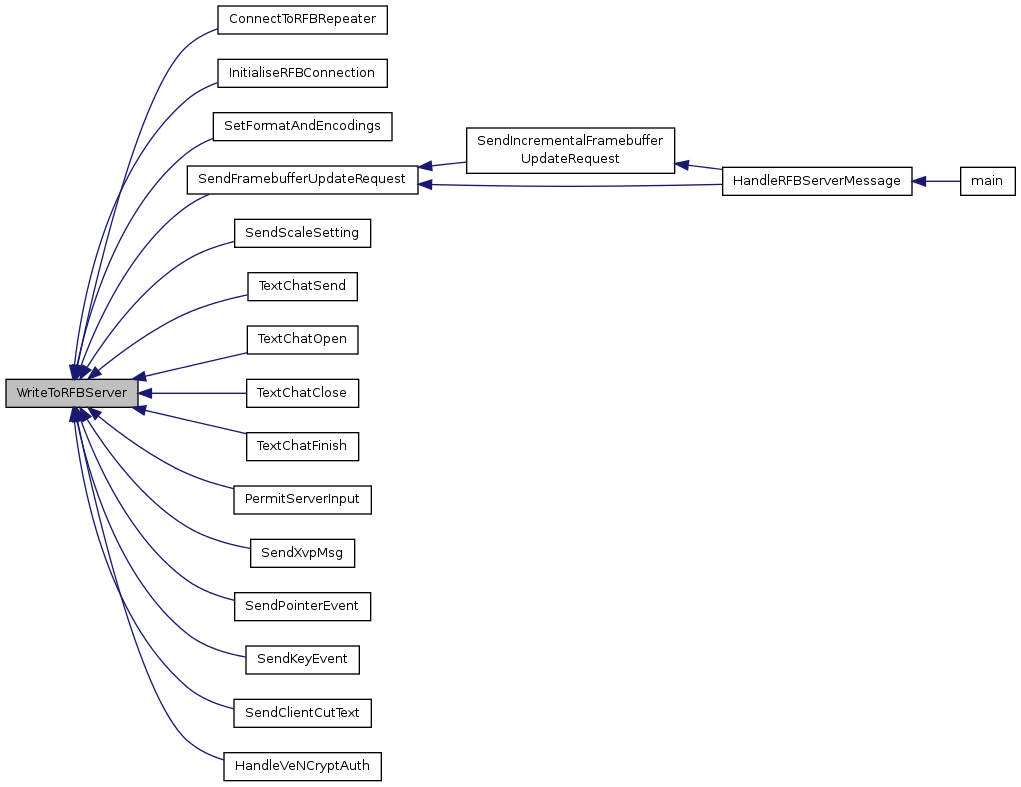 ConnectToRFBRepeater
InitialiseRFBConnection
SetFormatAndEncodings
SendIncrementalFramebuffer
UpdateRequest
SendFramebufferUpdateRequest
HandleRFBServerMessage
main
SendScaleSetting
TextChatSend
TextChatOpen
WriteToRFBServer
TextChatClose
TextChatFinish
PermitServerInput
SendXvpMsg
SendPointerEvent
SendKeyEvent
SendClientCutText
HandleVeNCryptAuth